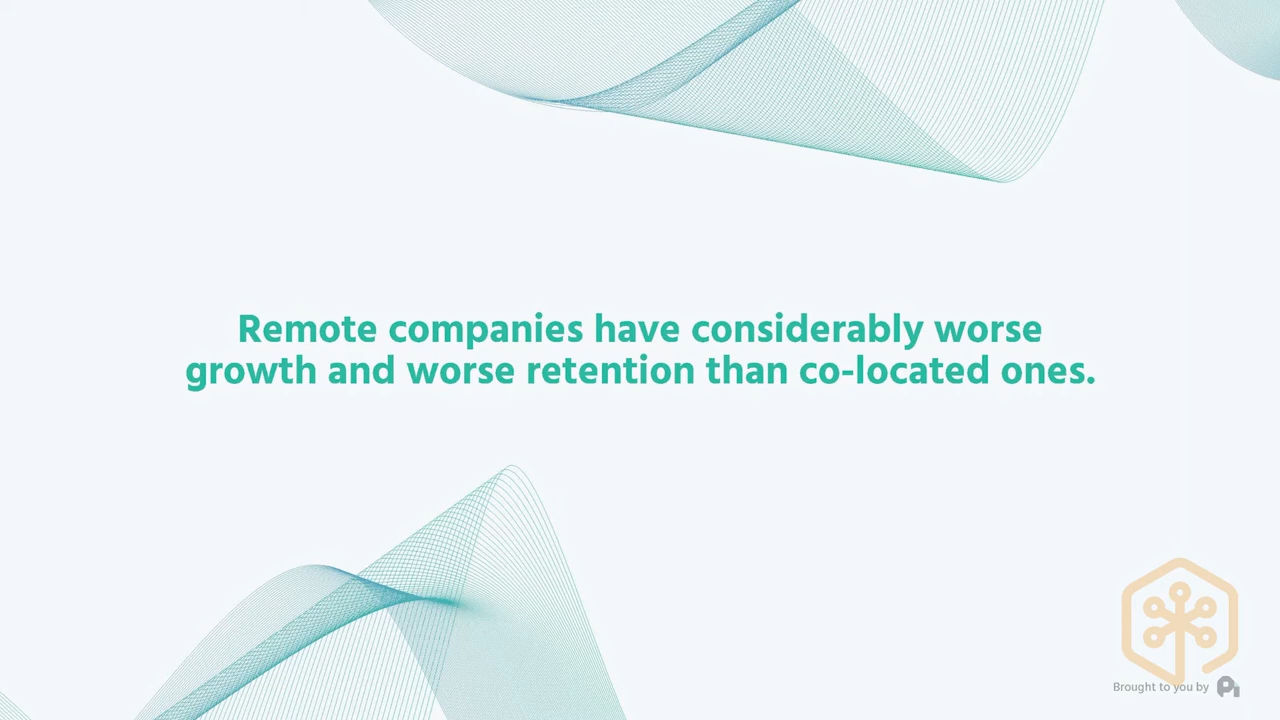 Remote companies have considerably worse
growth and worse retention than co-located ones.
Brought to you by